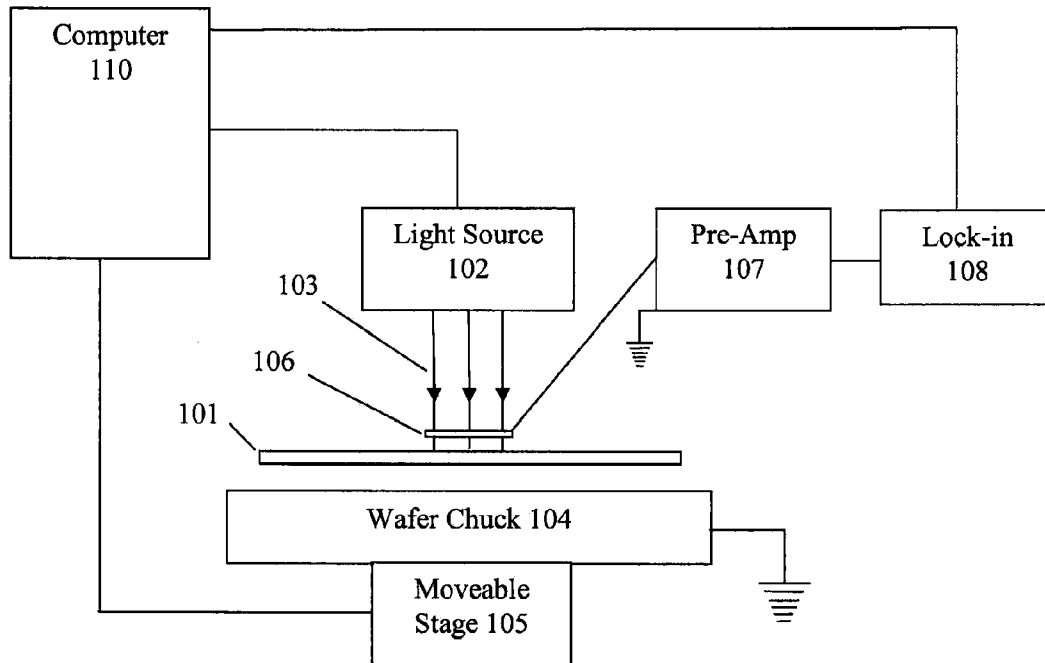 Computer
110
Light Source
102
Pre-Amp
107
Lock-in
108
103
106
101
Wafer Chuck 104
Moveable
Stage 105